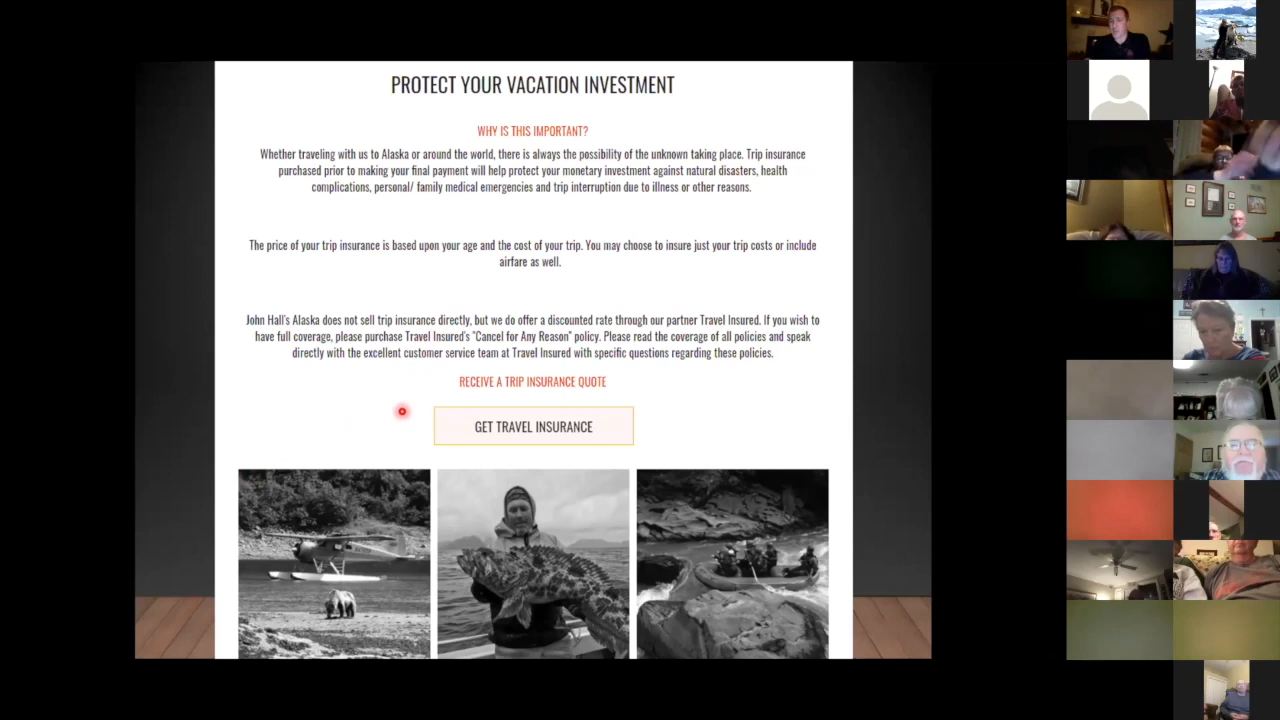 PROTECT YOUR VACATION INVESTMENT
WHY IS THIS IMPORTANT?
Whether traveling with us to Alaska or around the world, there is always the possibility of the unknown taking place. Trip insurance
purchased prior to making your final payment will help protect your monetary investment against natural disasters, health
complications, personal/ family medical emergencies and trip interruption due to illness or other reasons.
The price of your trip insurance is based upon your age and the cost of your trip. You may choose to insure just your trip costs or include
airfare as well.
John Hall's Alaska does not sell trip insurance directly, but we do offer a discounted rate through our partner Travel Insured. If you wish to
have full coverage, please purchase Travel Insured's "Cancel for Any Reason" policy. Please read the coverage of all policies and speak
directly with the excellent customer service team at Travel Insured with specific questions regarding these policies.
RECEIVE A TRIP INSURANCE QUOTE
GET TRAVEL INSURANCE